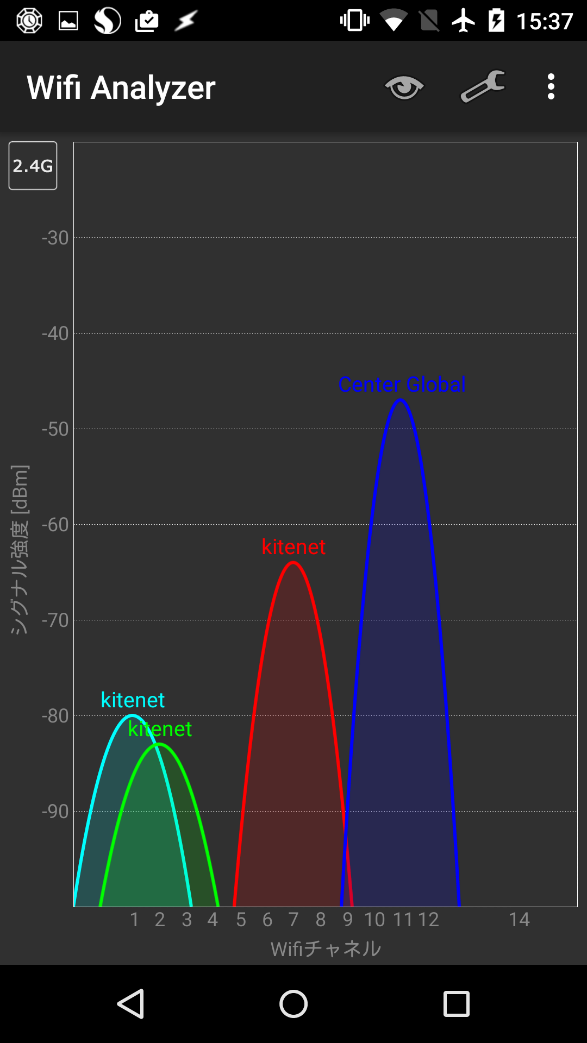 15:37
Wifi Analyzer
2.4G
-30
-40
Center Global
-50
-60
kitenet
-70
kitenet
-80
kitenet
-90
シグナル強度 [dBm]
1 2 3 4 5 6 7 8 9 10 11 12 14
Wifiチャネル